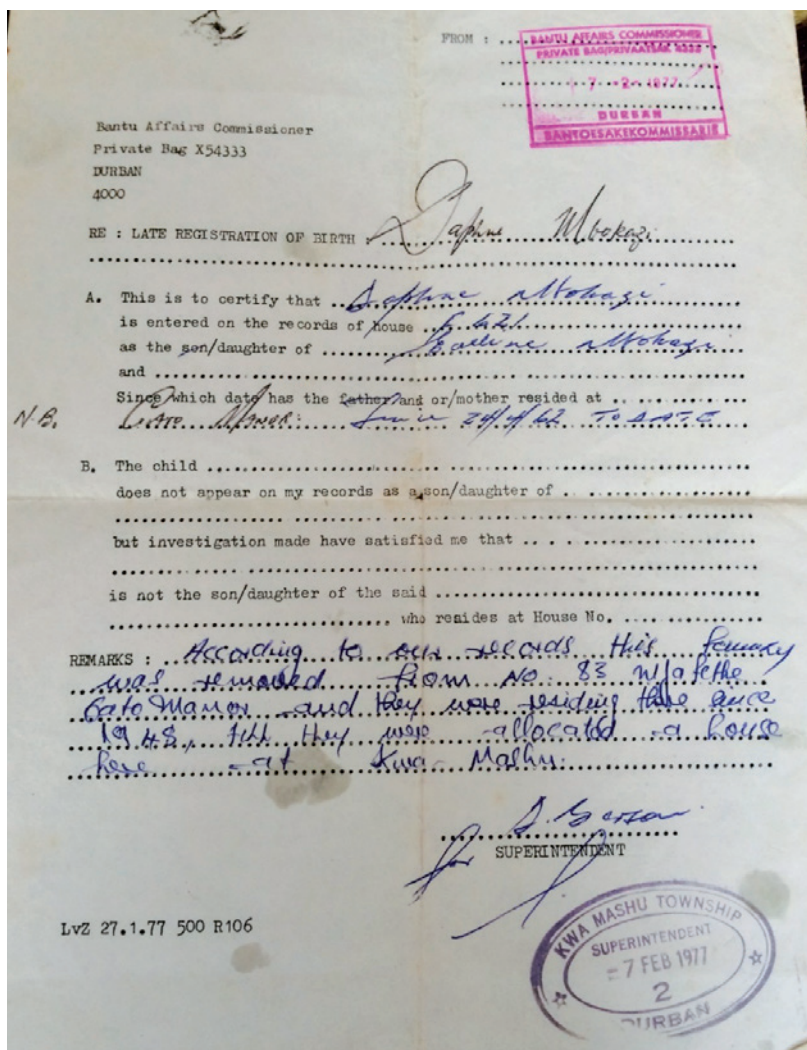 FROM : ....................
BANTU AFFAIRS COMMISSIONER
PRIVATE BAG/PRIVAATSAK
7 -2- 1977
DURBAN
BANTOESAKEKOMMISSARIS
Bantu Affairs Commissioner
Private Bag X54333
DURBAN
4000
RE : LATE REGISTRATION OF BIRTH : Daphne Mbokazi
A. This is to certify that Daphne Mbokazi
is entered on the records of house
as the son/daughter of Mbokazi
and ....................
Since which date has the father and or/mother resided at ....................
N.B. Cato Manor: TO DATE
B. The child ....................
does not appear on my records as a son/daughter of ....................
but investigation made have satisfied me that ....................
is not the son/daughter of the said ....................
.................... who resides at House No. ....................
REMARKS : According to our records this family
was removed from No. 83
Cato Manor and they were residing there since
1948, till they were allocated a house
here at Kwa-Mashu.
for SUPERINTENDENT
LvZ 27.1.77 500 R106
KWA MASHU TOWNSHIP
SUPERINTENDENT
7 FEB 1977
2
DURBAN